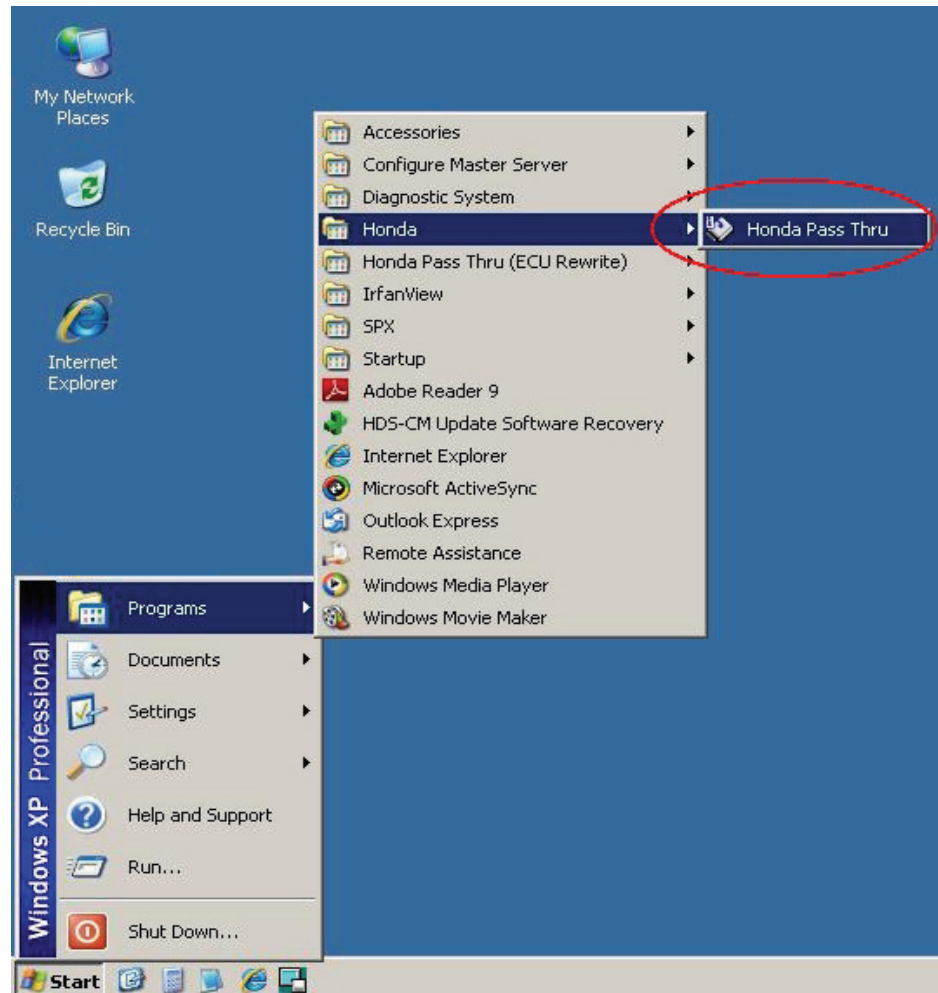 My Network
Places
Recycle Bin
Internet
Explorer
Accessories
Configure Master Server
Diagnostic System
Honda
Honda Pass Thru
Honda Pass Thru (ECU Rewrite)
IrfanView
SPX
Startup
Adobe Reader 9
HDS-CM Update Software Recovery
Internet Explorer
Microsoft ActiveSync
Outlook Express
Remote Assistance
Windows Media Player
Windows Movie Maker
Windows XP Professional
Programs
Documents
Settings
Search
Help and Support
Run...
Shut Down...
Start